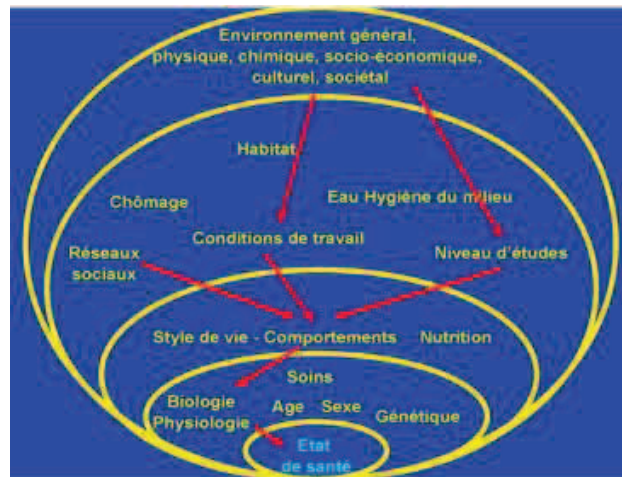 Environnement général,
physique, chimique, socio-économique,
culturel, sociétal
Habitat
Chômage
Eau Hygiène du milieu
Conditions de travail
Réseaux
sociaux
Niveau d'études
Style de vie - Comportements
Nutrition
Soins
Biologie
Physiologie
Age
Sexe
Génétique
Etat
de santé